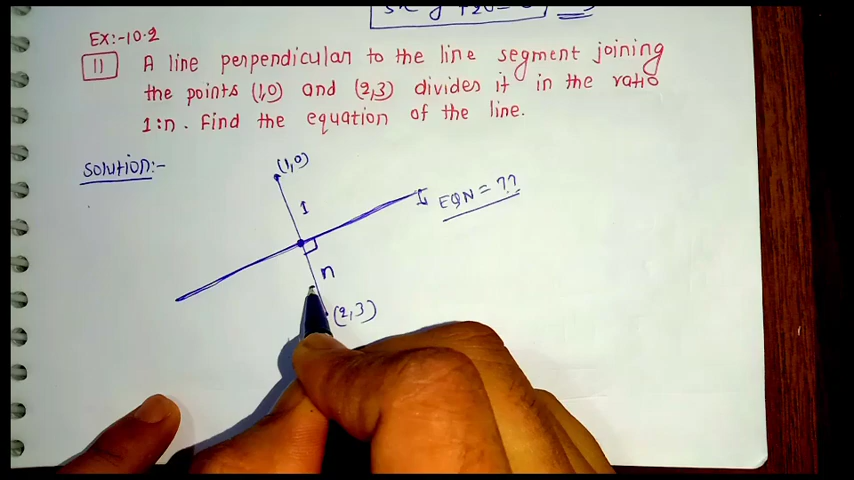 Ex:-10.2
11 A line perpendicular to the line segment joining
the points (1,0) and (2,3) divides it in the ratio
1:n. Find the equation of the line.
Solution:-
(1,0)
1
EQN = ??
n
(2,3)